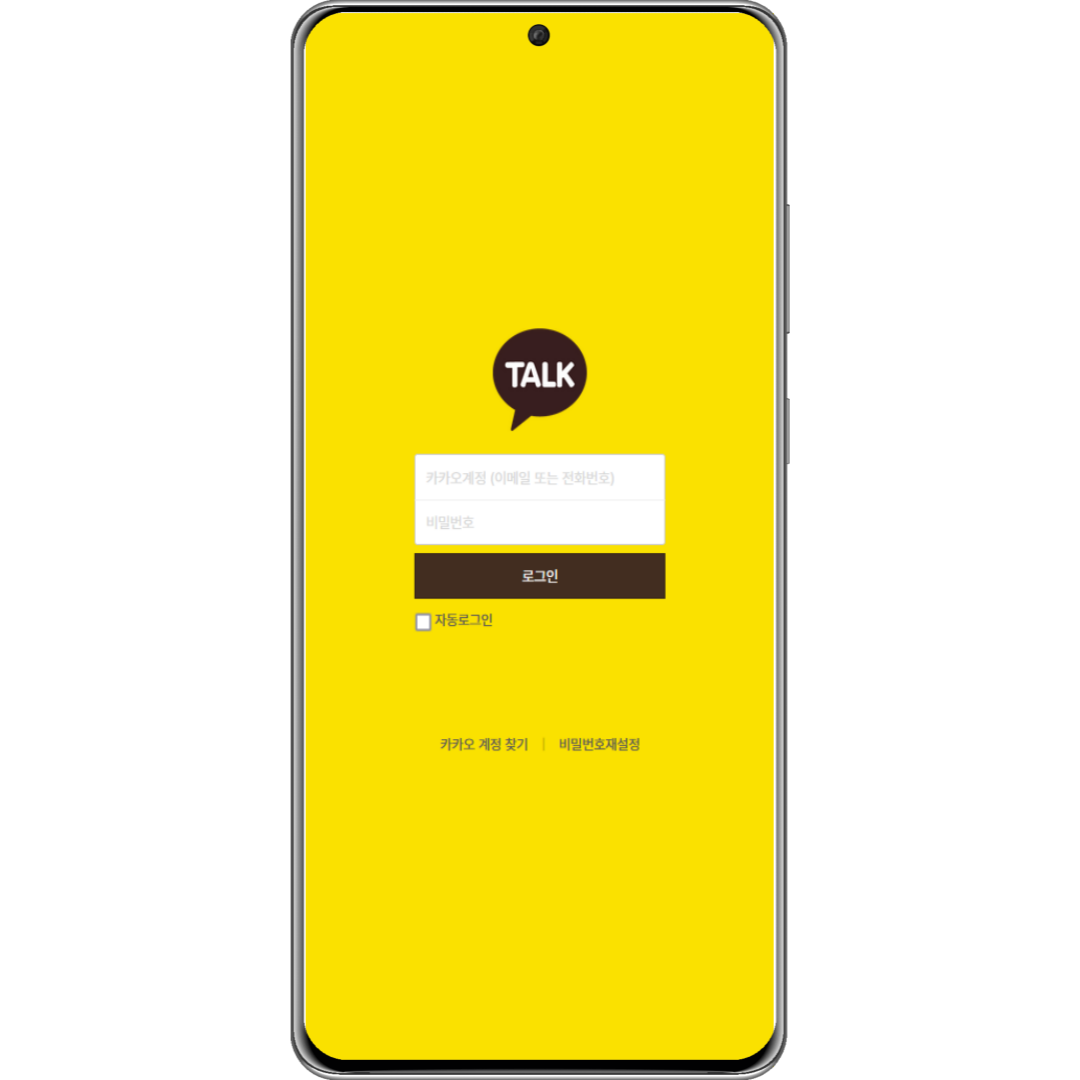 TALK
카카오계정 (이메일 또는 전화번호)
비밀번호
로그인
자동로그인
카카오 계정 찾기 | 비밀번호재설정